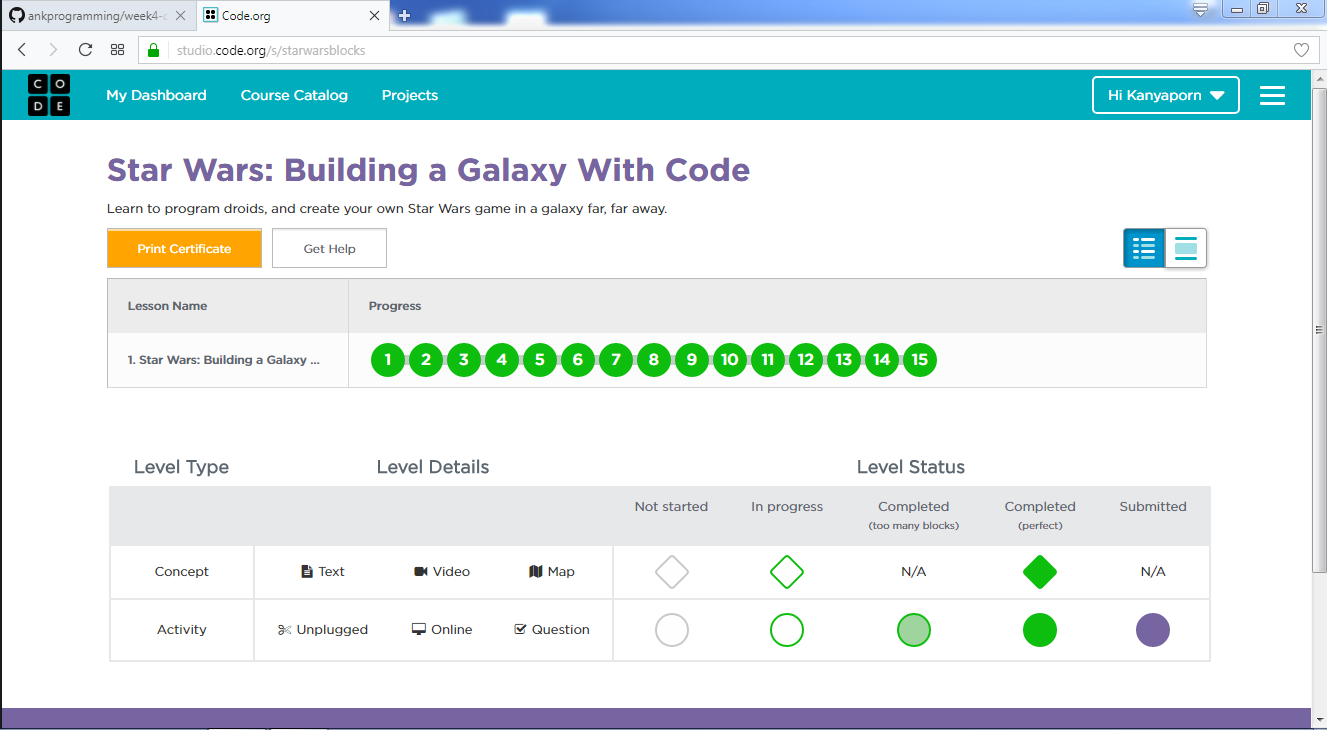 ankprogramming/week4-c
Code.org
studio.code.org/s/starwarsblocks
C O
D E
My Dashboard Course Catalog Projects Hi Kanyaporn
Star Wars: Building a Galaxy With Code
Learn to program droids, and create your own Star Wars game in a galaxy far, far away.
Print Certificate Get Help
Lesson Name Progress
1. Star Wars: Building a Galaxy ... 1 2 3 4 5 6 7 8 9 10 11 12 13 14 15
Level Type Level Details Level Status
Not started In progress Completed Completed Submitted
(too many blocks) (perfect)
Concept Text Video Map N/A N/A
Activity Unplugged Online Question